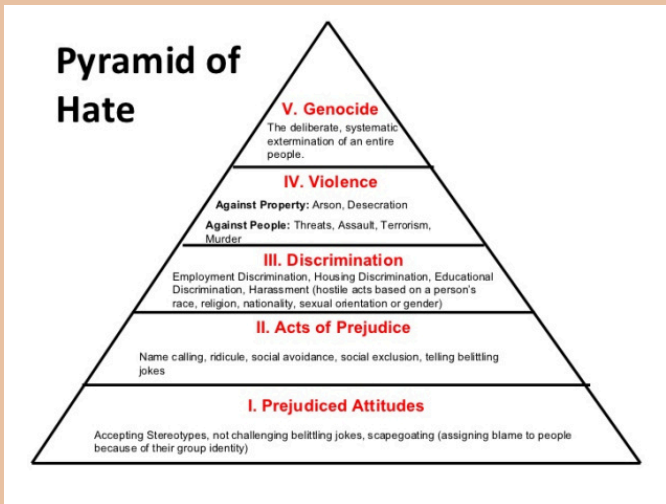 Pyramid of
Hate
V. Genocide
The deliberate, systematic
extermination of an entire
people.
IV. Violence
Against Property: Arson, Desecration
Against People: Threats, Assault, Terrorism,
Murder
III. Discrimination
Employment Discrimination, Housing Discrimination, Educational
Discrimination, Harassment (hostile acts based on a person's
race, religion, nationality, sexual orientation or gender)
II. Acts of Prejudice
Name calling, ridicule, social avoidance, social exclusion, telling belittling
jokes
I. Prejudiced Attitudes
Accepting Stereotypes, not challenging belittling jokes, scapegoating (assigning blame to people
because of their group identity)